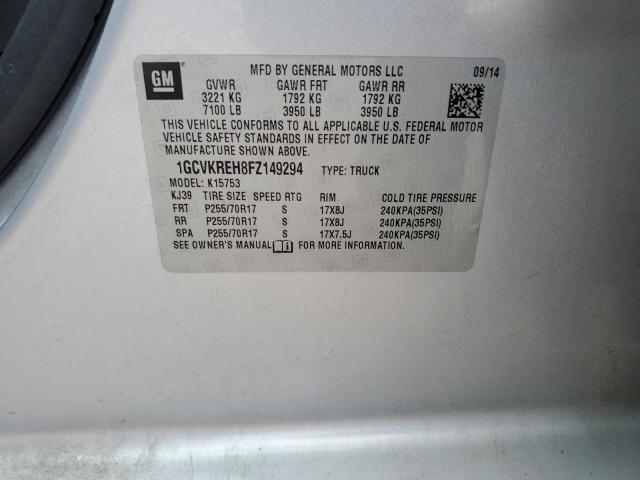 GM
MFD BY GENERAL MOTORS LLC 09/14
GVWR GAWR FRT GAWR RR
3221 KG 1792 KG 1792 KG
7100 LB 3950 LB 3950 LB
THIS VEHICLE CONFORMS TO ALL APPLICABLE U.S. FEDERAL MOTOR
VEHICLE SAFETY STANDARDS IN EFFECT ON THE DATE OF
MANUFACTURE SHOWN ABOVE.
1GCVKREH8FZ149294 TYPE: TRUCK
MODEL: K15753
KJ39 TIRE SIZE SPEED RTG RIM COLD TIRE PRESSURE
FRT P255/70R17 S 17X8J 240KPA(35PSI)
RR P255/70R17 S 17X8J 240KPA(35PSI)
SPA P255/70R17 S 17X7.5J 240KPA(35PSI)
SEE OWNER'S MANUAL FOR MORE INFORMATION.